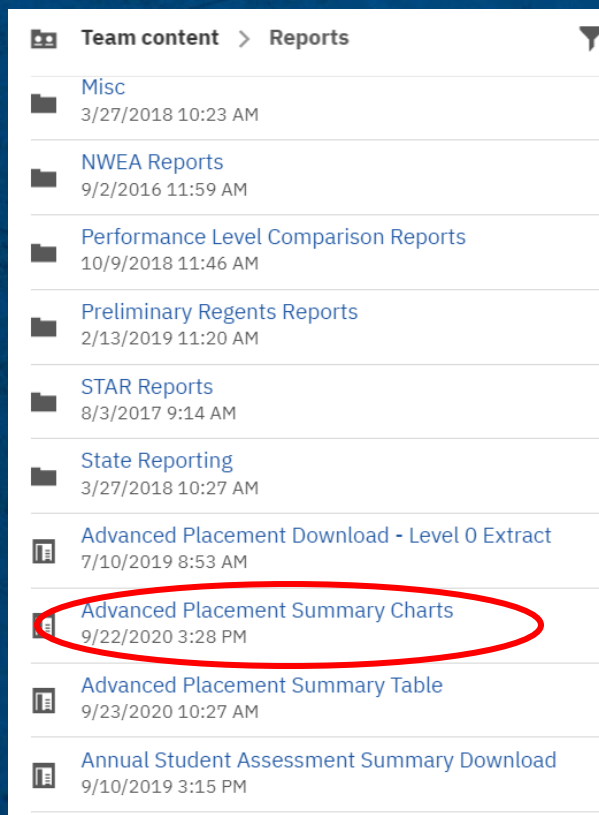 Team content > Reports
Misc
3/27/2018 10:23 AM
NWEA Reports
9/2/2016 11:59 AM
Performance Level Comparison Reports
10/9/2018 11:46 AM
Preliminary Regents Reports
2/13/2019 11:20 AM
STAR Reports
8/3/2017 9:14 AM
State Reporting
3/27/2018 10:27 AM
Advanced Placement Download - Level 0 Extract
7/10/2019 8:53 AM
Advanced Placement Summary Charts
9/22/2020 3:28 PM
Advanced Placement Summary Table
9/23/2020 10:27 AM
Annual Student Assessment Summary Download
9/10/2019 3:15 PM